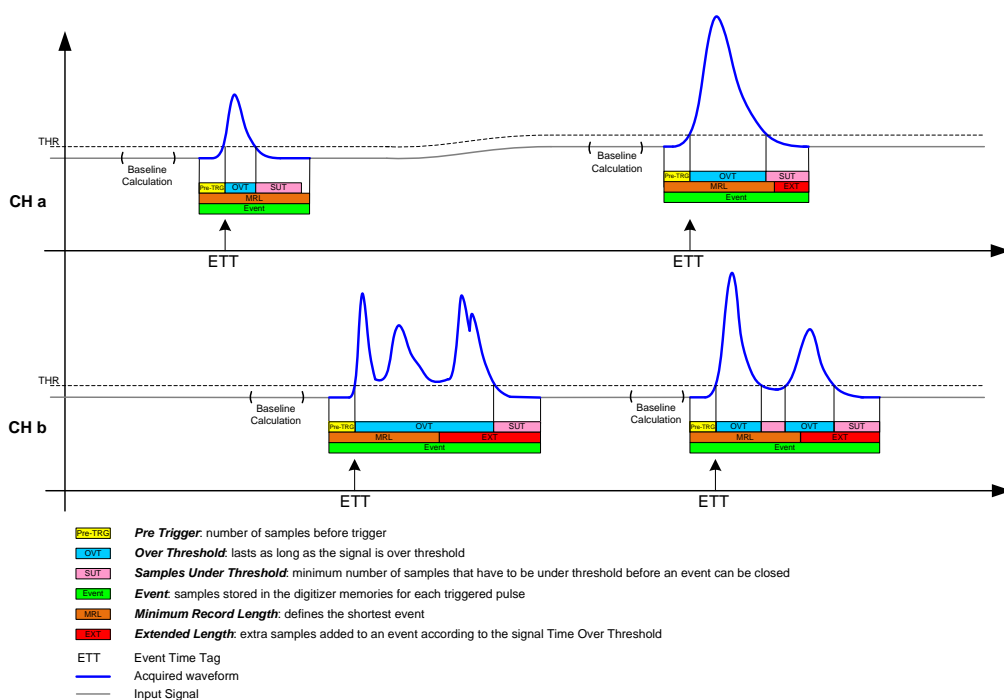 THR
Baseline
Calculation
Baseline
Calculation
CH a
Pre-TRG OVT SUT
MRL
Event
Pre-TRG OVT SUT
MRL EXT
Event
ETT
ETT
THR
Baseline
Calculation
Baseline
Calculation
CH b
Pre-TRG OVT SUT
MRL EXT
Event
Pre-TRG OVT OVT SUT
MRL EXT
Event
ETT
ETT
Pre-TRG Pre Trigger: number of samples before trigger
OVT Over Threshold: lasts as long as the signal is over threshold
SUT Samples Under Threshold: minimum number of samples that have to be under threshold before an event can be closed
Event Event: samples stored in the digitizer memories for each triggered pulse
MRL Minimum Record Length: defines the shortest event
EXT Extended Length: extra samples added to an event according to the signal Time Over Threshold
ETT Event Time Tag
Acquired waveform
Input Signal